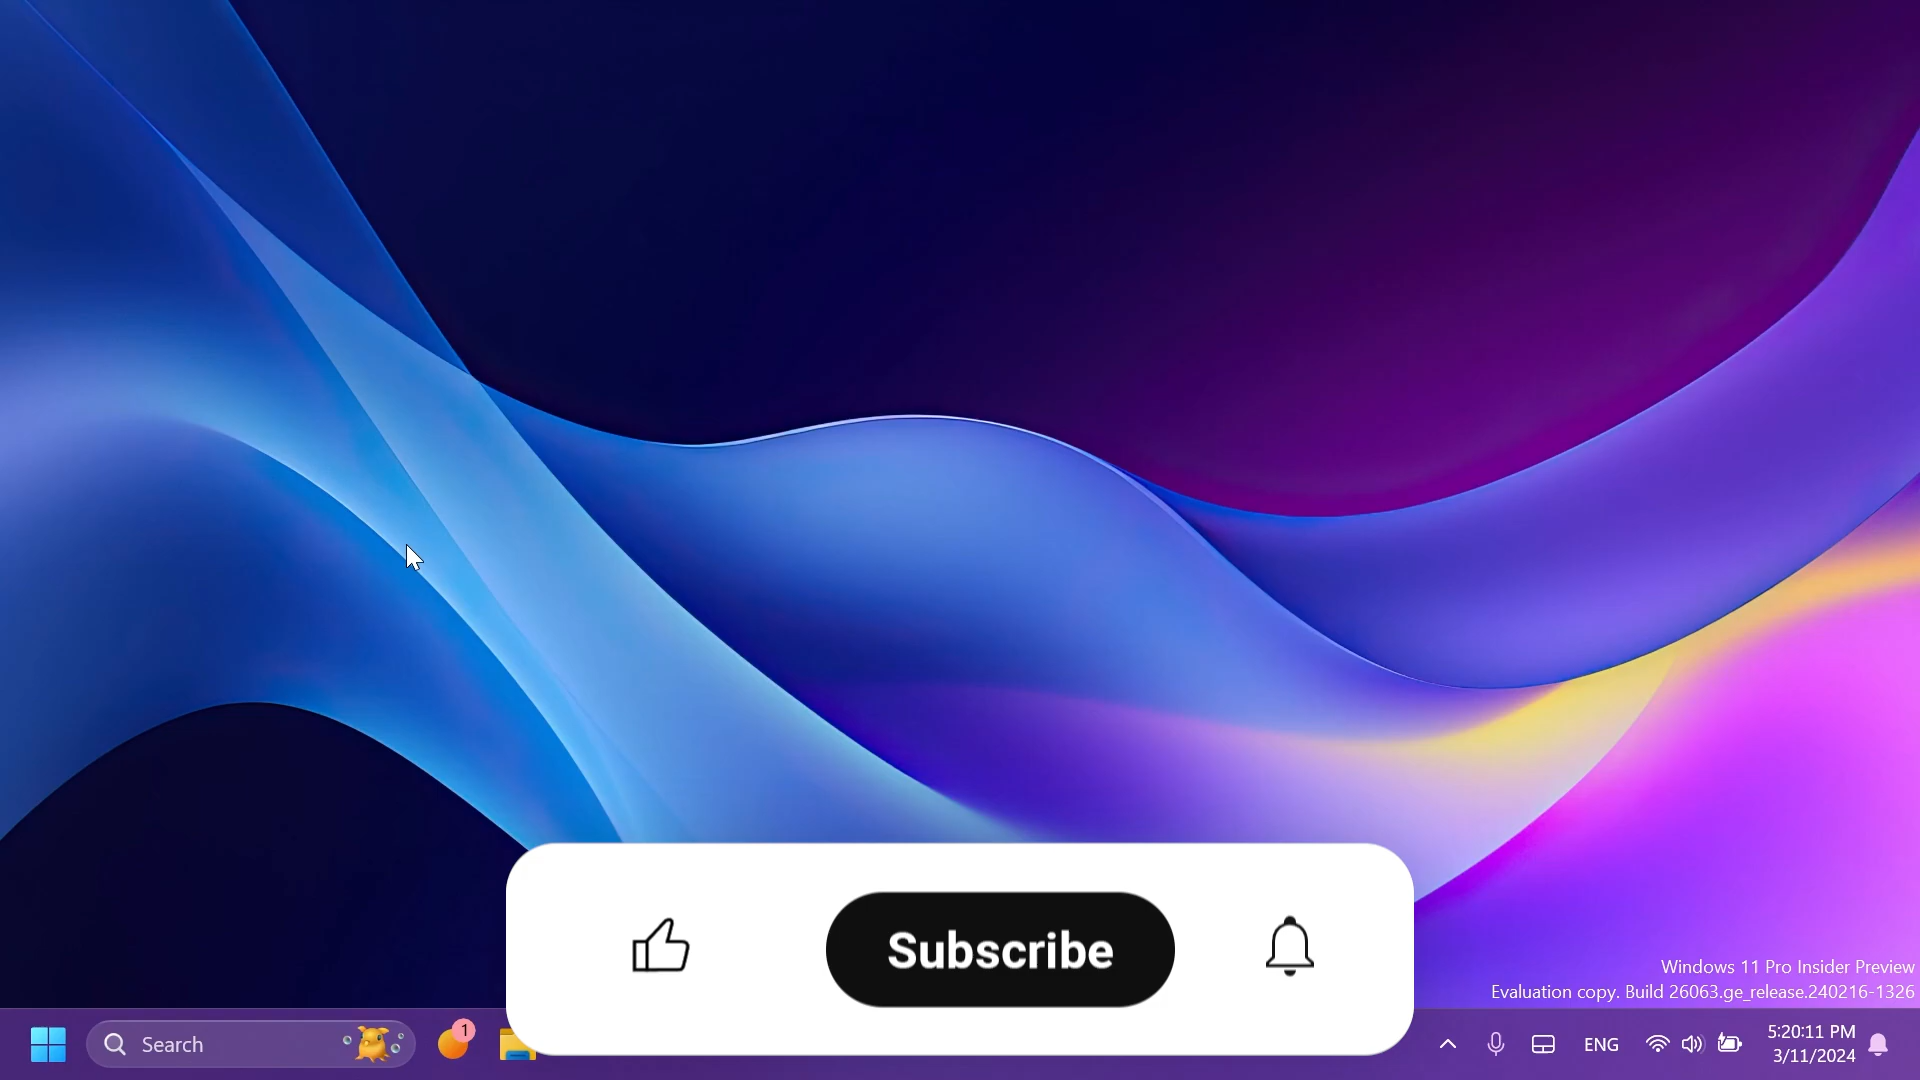 Subscribe
Windows 11 Pro Insider Preview
Evaluation copy. Build 26063.ge_release.240216-1326
Search
1
ENG
5:20:11 PM
3/11/2024